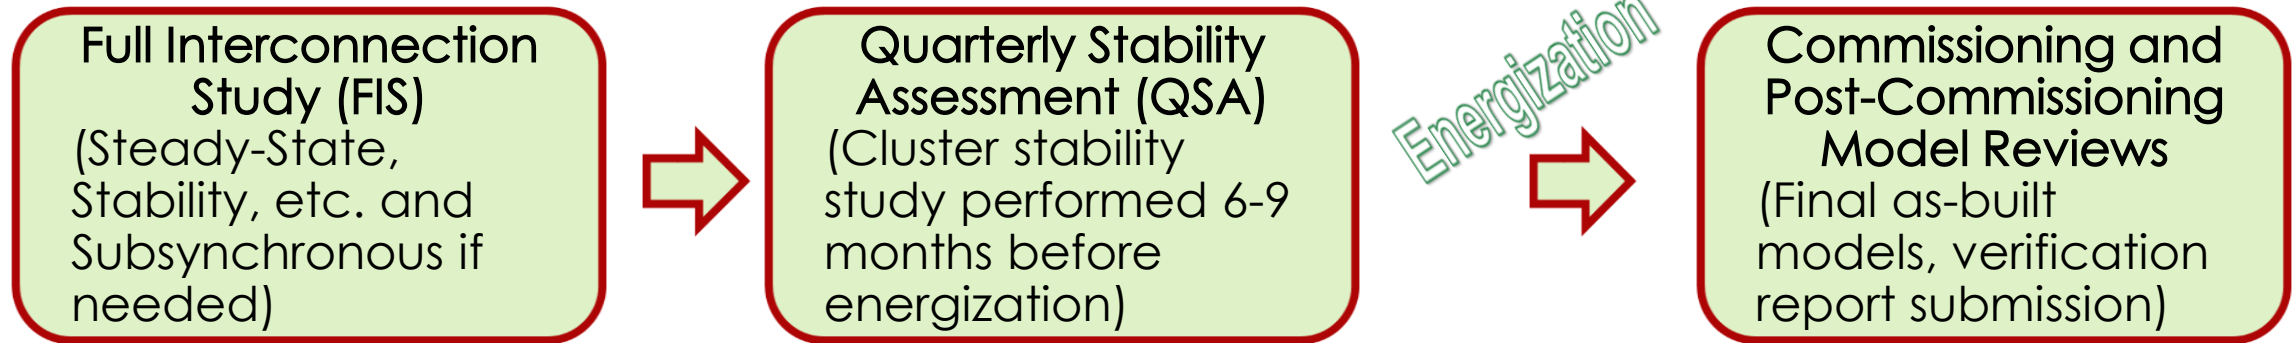 Full Interconnection
Study (FIS)
(Steady-State,
Stability, etc. and
Subsynchronous if
needed)
Quarterly Stability
Assessment (QSA)
(Cluster stability
study performed 6-9
months before
energization)
Energization
Commissioning and
Post-Commissioning
Model Reviews
(Final as-built
models, verification
report submission)